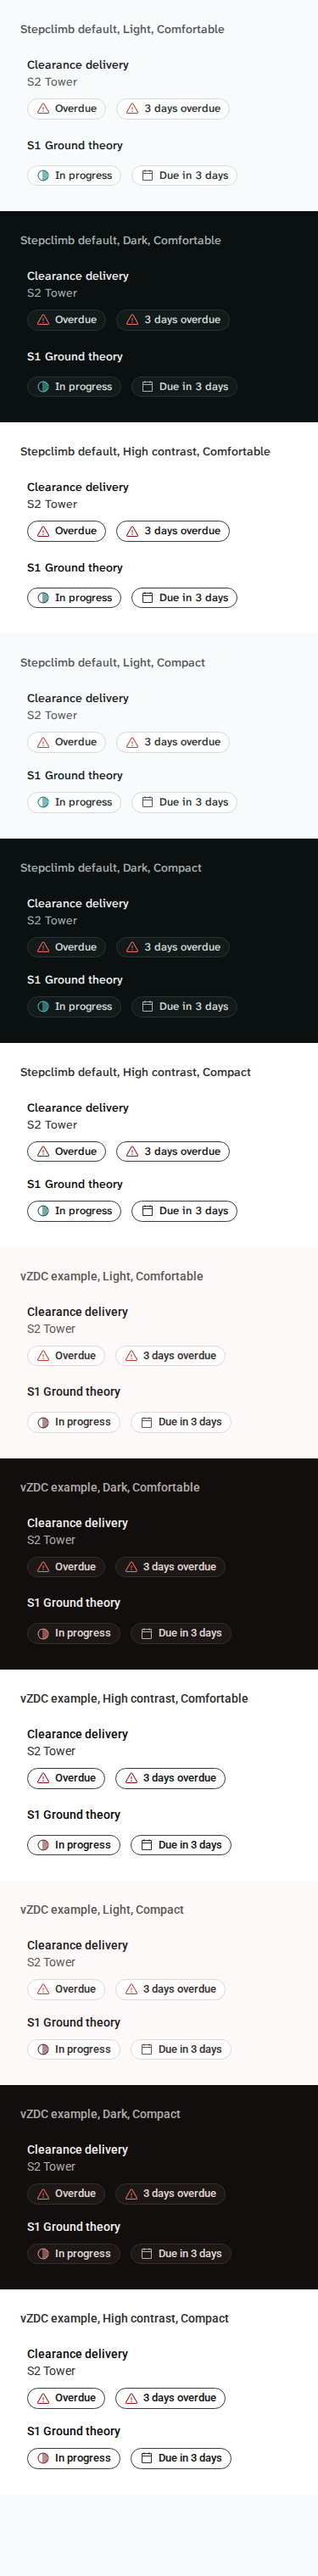 Stepclimb default, Light, Comfortable
Clearance delivery
S2 Tower
Overdue 3 days overdue
S1 Ground theory
In progress Due in 3 days
Stepclimb default, Dark, Comfortable
Clearance delivery
S2 Tower
Overdue 3 days overdue
S1 Ground theory
In progress Due in 3 days
Stepclimb default, High contrast, Comfortable
Clearance delivery
S2 Tower
Overdue 3 days overdue
S1 Ground theory
In progress Due in 3 days
Stepclimb default, Light, Compact
Clearance delivery
S2 Tower
Overdue 3 days overdue
S1 Ground theory
In progress Due in 3 days
Stepclimb default, Dark, Compact
Clearance delivery
S2 Tower
Overdue 3 days overdue
S1 Ground theory
In progress Due in 3 days
Stepclimb default, High contrast, Compact
Clearance delivery
S2 Tower
Overdue 3 days overdue
S1 Ground theory
In progress Due in 3 days
vZDC example, Light, Comfortable
Clearance delivery
S2 Tower
Overdue 3 days overdue
S1 Ground theory
In progress Due in 3 days
vZDC example, Dark, Comfortable
Clearance delivery
S2 Tower
Overdue 3 days overdue
S1 Ground theory
In progress Due in 3 days
vZDC example, High contrast, Comfortable
Clearance delivery
S2 Tower
Overdue 3 days overdue
S1 Ground theory
In progress Due in 3 days
vZDC example, Light, Compact
Clearance delivery
S2 Tower
Overdue 3 days overdue
S1 Ground theory
In progress Due in 3 days
vZDC example, Dark, Compact
Clearance delivery
S2 Tower
Overdue 3 days overdue
S1 Ground theory
In progress Due in 3 days
vZDC example, High contrast, Compact
Clearance delivery
S2 Tower
Overdue 3 days overdue
S1 Ground theory
In progress Due in 3 days